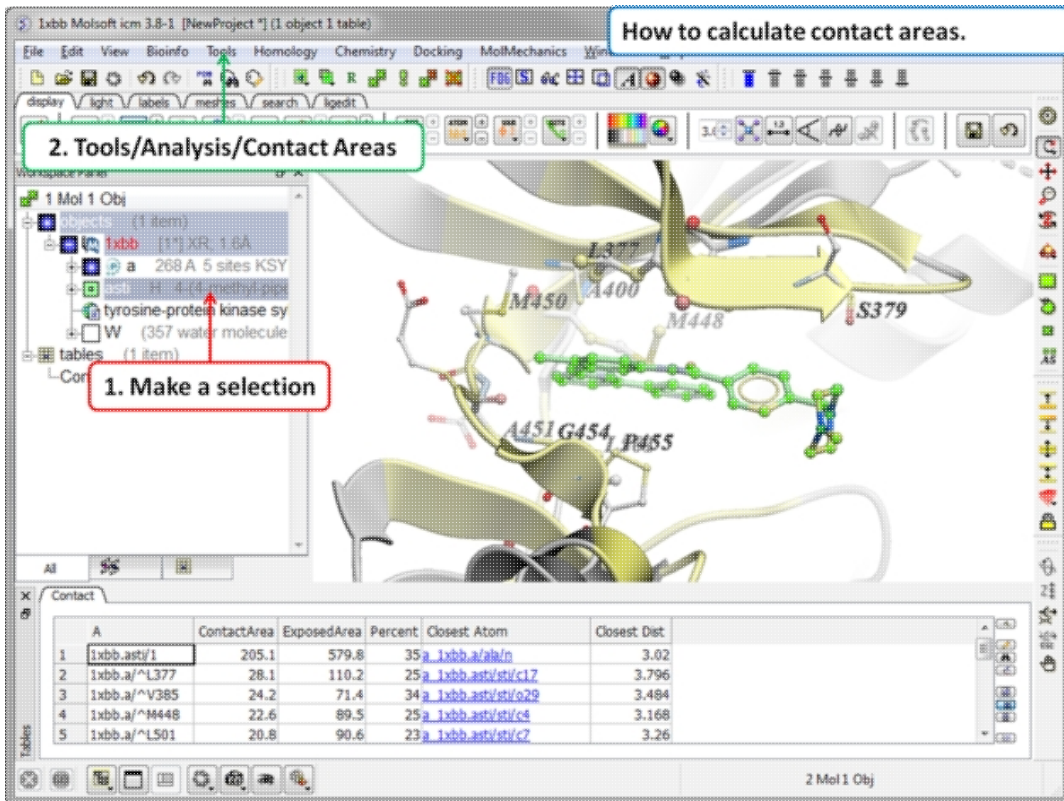 1xbb Molsoft icm 3.8-1 [NewProject *] (1 object 1 table)
How to calculate contact areas.
File Edit View Bioinfo Tools Homology Chemistry Docking MolMechanics
display light labels meshes search ligedit
2. Tools/Analysis/Contact Areas
1 Mol 1 Obj
objects (1 item)
1xbb [1*] XR, 1.6Å
a 268 A 5 sites KSY
tyrosine-protein kinase sy
W (357 water molecule
tables (1 item)
1. Make a selection
All
L377
A400
M450
M448
S379
A451
G454
P455
Contact
A ContactArea ExposedArea Percent Closest Atom Closest Dist
1 1xbb.asti/1 205.1 579.8 35 a_1xbb.a/ala/n 3.02
2 1xbb.a/^L377 28.1 110.2 25 a_1xbb.asti/sti/c17 3.796
3 1xbb.a/^V385 24.2 71.4 34 a_1xbb.asti/sti/o29 3.484
4 1xbb.a/^M448 22.6 89.5 25 a_1xbb.asti/sti/c4 3.168
5 1xbb.a/^L501 20.8 90.6 23 a_1xbb.asti/sti/c7 3.26
Tables
2 Mol 1 Obj